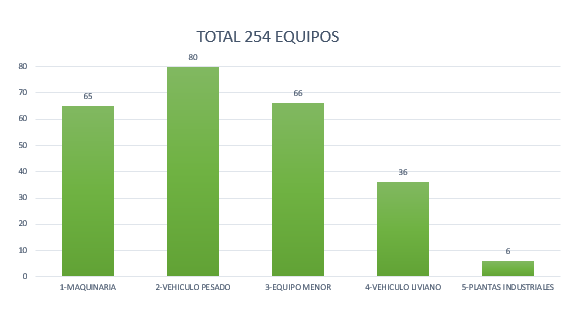 TOTAL 254 EQUIPOS
80
70
60
50
40
30
20
10
0
65
80
66
36
6
1-MAQUINARIA
2-VEHICULO PESADO
3-EQUIPO MENOR
4-VEHICULO LIVIANO
5-PLANTAS INDUSTRIALES